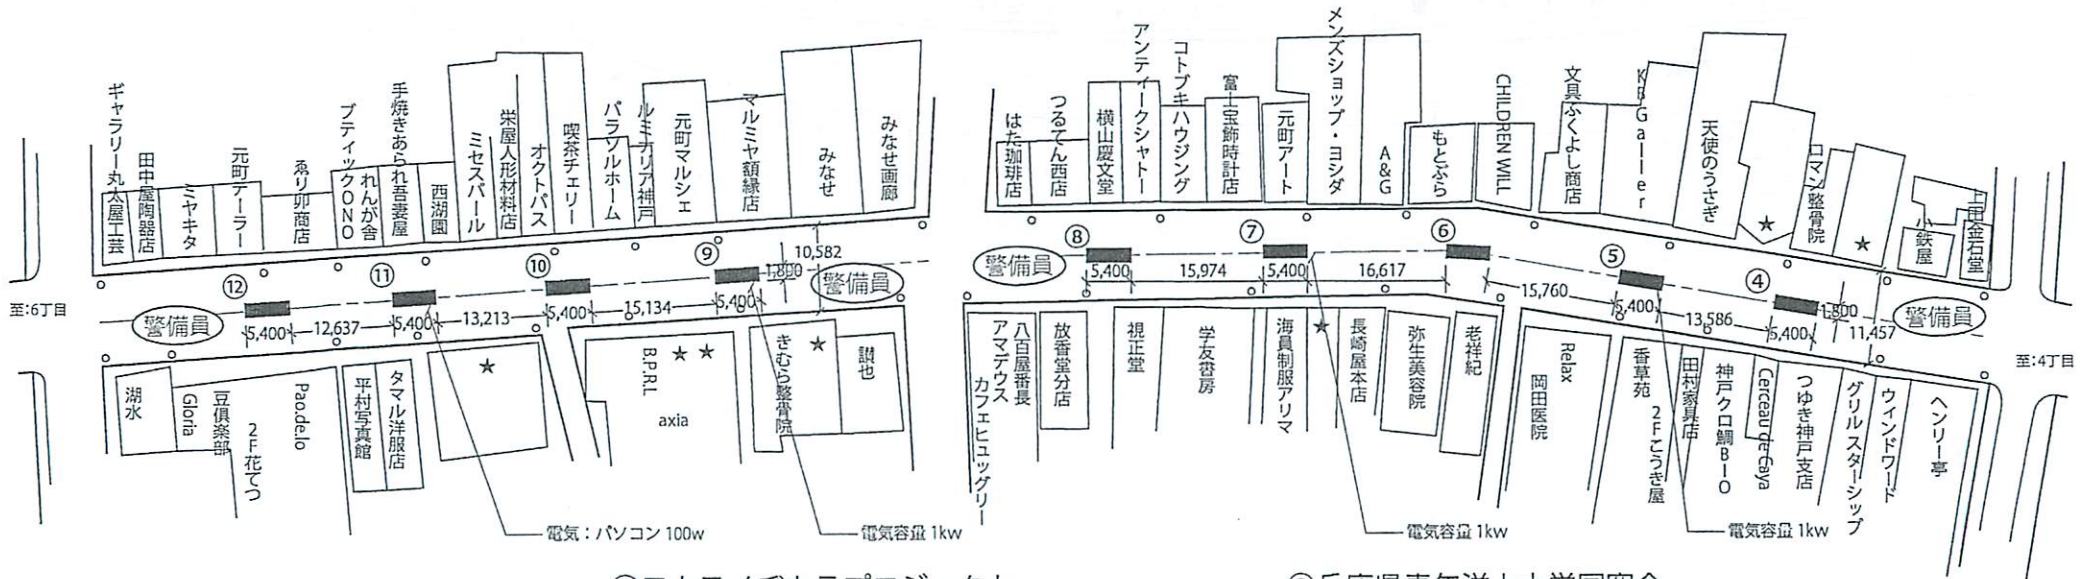 ギャラリー丸太屋工芸
田中屋陶器店
ミヤキタ
元町テーラー
ゑり卯商店
ブティックONO
れんが舎
手焼きあられ吾妻屋
西湖園
ミセスパール
栄屋人形材料店
オクトパス
喫茶チェリー
パラソルホーム
ルミナリア神戸
元町マルシェ
マルミヤ額縁店
みなせ
みなせ画廊
はた珈琲店
つるてん西店
横山慶文堂
アンティークシャトー
コトブキハウジング
富士宝飾時計店
元町アート
メンズショップ・ヨシダ
A&G
もとぶら
CHILDREN WILL
文具ふくよし商店
KBGaller
天使のうさぎ
★
ロマン整骨院
★
小鉄屋
上田金石堂
至:6丁目
警備員
⑫
⑪
⑩
⑨
5,400
12,637
5,400
13,213
5,400
15,134
5,400
1,800
10,582
警備員
警備員
⑧
⑦
⑥
⑤
④
5,400
15,974
5,400
16,617
15,760
5,400
13,586
5,400
1,800
11,457
警備員
至:4丁目
湖水
Gloria
豆倶楽部
2F花てつ
Pao.de.lo
平村写真館
タマル洋服店
★
B.P.R.L
★ ★
axia
きむら整骨院
★
讃也
アマデウス
カフェヒュッグリー
八百屋番長
放香堂分店
視正堂
学友書房
海員制服アリマ
★
長崎屋本店
弥生美容院
老祥紀
岡田医院
Relax
香草苑
2Fこうき屋
田村家具店
神戸クロ鯛BIO
Cerceau de Caya
つゆき神戸支店
グリルスターシップ
ウィンドワード
ヘンリー亭
電気：パソコン 100w
電気容量 1kw
電気容量 1kw
電気容量 1kw